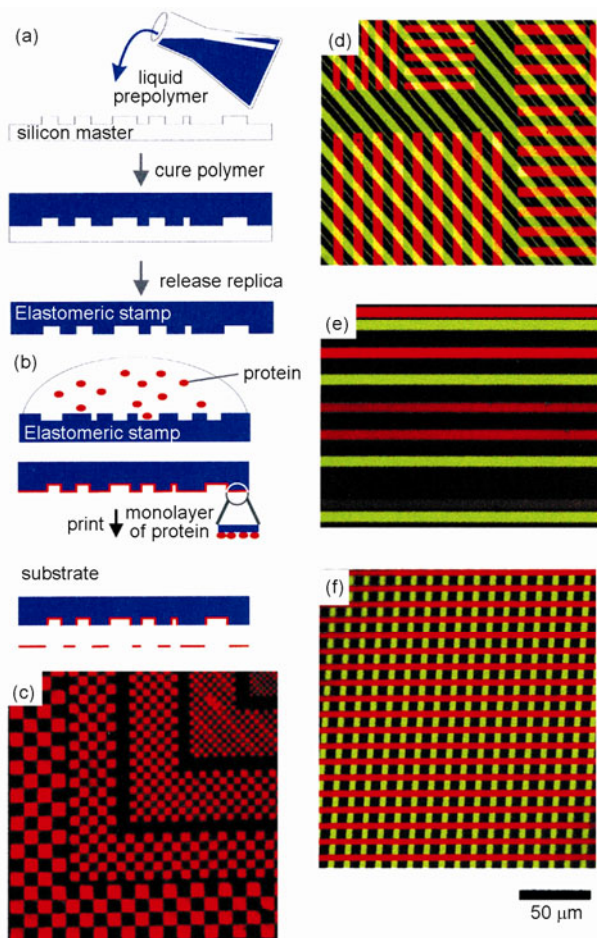 (a)
liquid
prepolymer
silicon master
cure polymer
release replica
Elastomeric stamp
(b)
protein
Elastomeric stamp
print
monolayer
of protein
substrate
(c)
(d)
(e)
(f)
50 μm